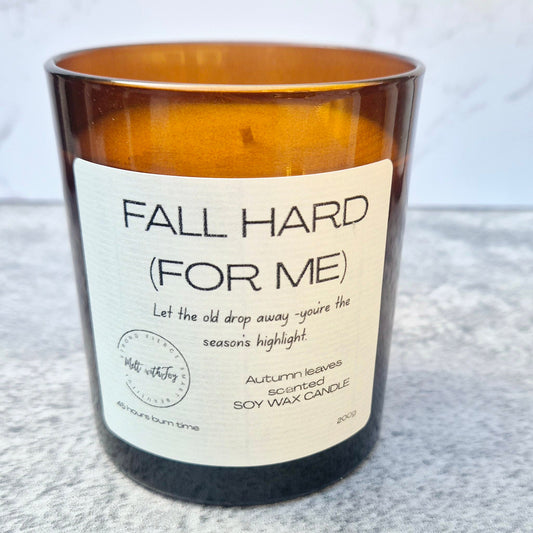 FALL HARD
(FOR ME)
Let the old drop away -you're the
season's highlight.
Melt with Joy
Autumn leaves
scented
SOY WAX CANDLE
45 hours burn time
200g